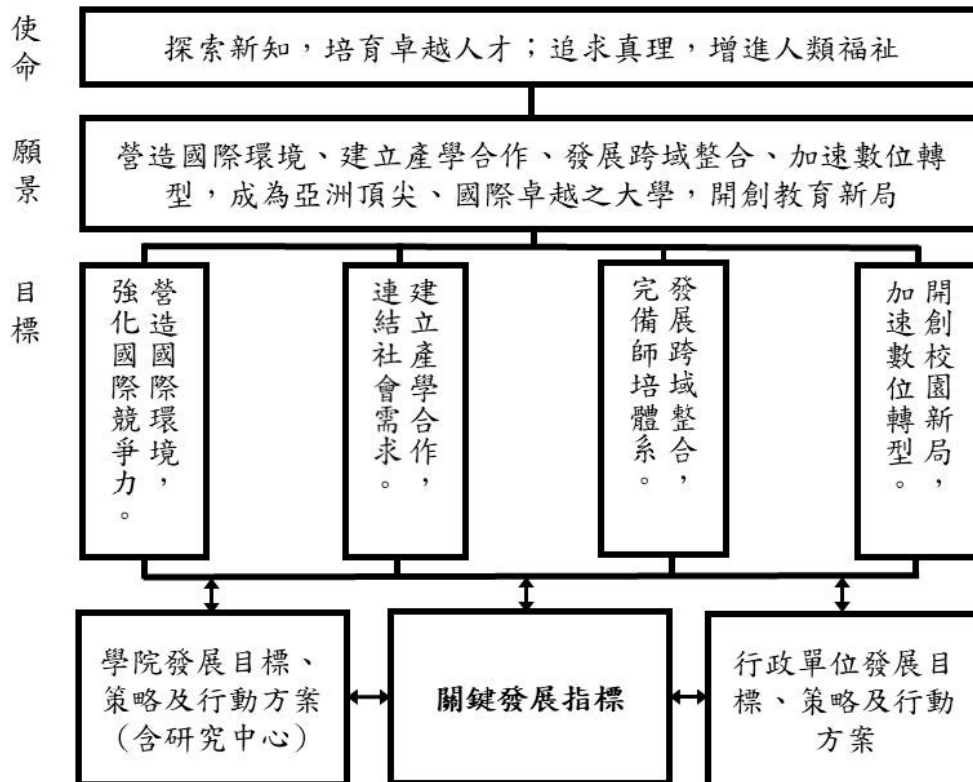 使命
探索新知，培育卓越人才；追求真理，增進人類福祉
願景
營造國際環境、建立產學合作、發展跨域整合、加速數位轉
型，成為亞洲頂尖、國際卓越之大學，開創教育新局
目標
營造國際環境，
強化國際競爭力。
建立產學合作，
連結社會需求。
發展跨域整合，
完備師培體系。
開創校園新局，
加速數位轉型。
學院發展目標、
策略及行動方案
（含研究中心）
關鍵發展指標
行政單位發展目
標、策略及行動
方案